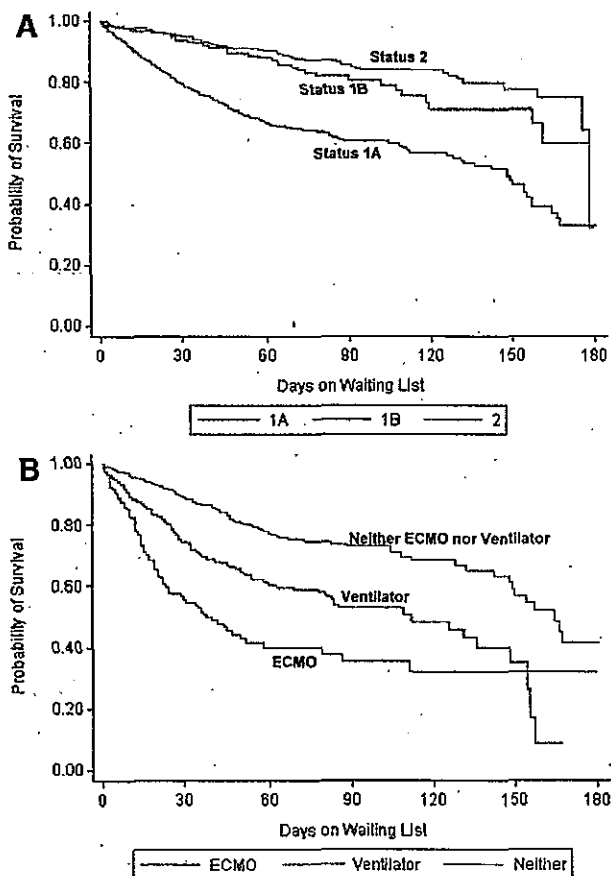 A
Probability of Survival
1.00
0.80
0.60
0.40
0.20
0.00
Status 2
Status 1B
Status 1A
0 30 60 90 120 150 180
Days on Waiting List
1A 1B 2
B
Probability of Survival
1.00
0.80
0.60
0.40
0.20
0.00
Neither ECMO nor Ventilator
Ventilator
ECMO
0 30 60 90 120 150 180
Days on Waiting List
ECMO Ventilator Neither